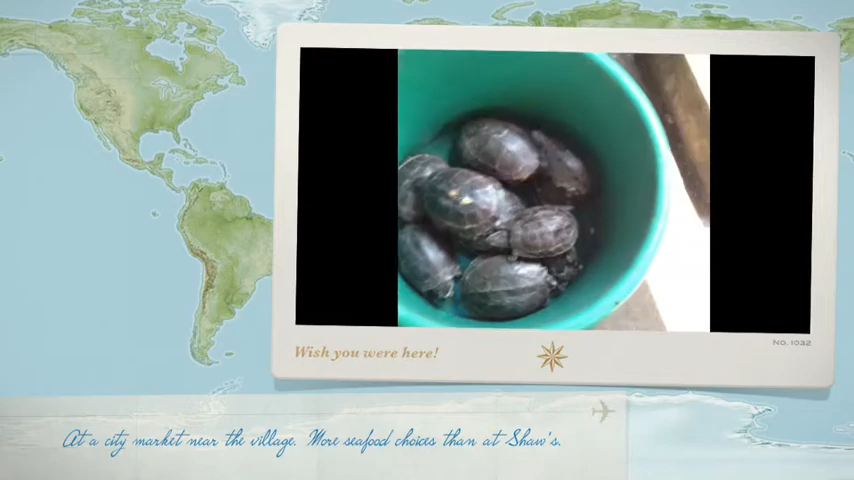 NO. 1032
Wish you were here!
At a city market near the village. More seafood choices than at Shaw's.